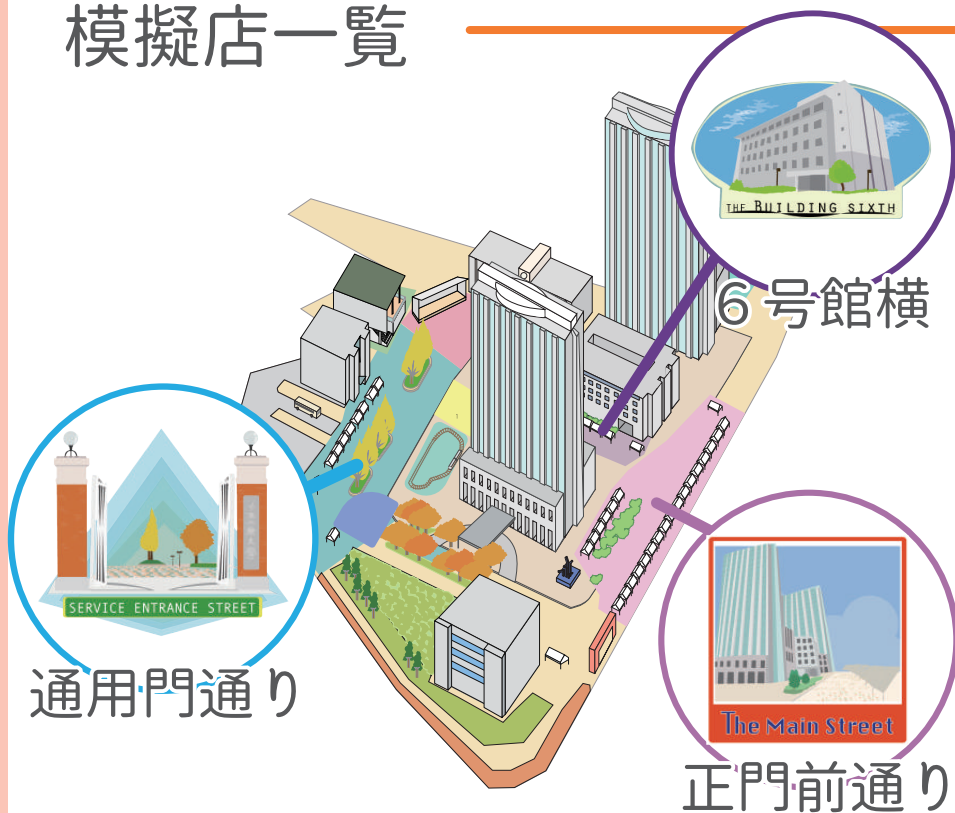 模擬店一覧
THE BUILDING SIXTH
６号館横
SERVICE ENTRANCE STREET
通用門通り
The Main Street
正門前通り